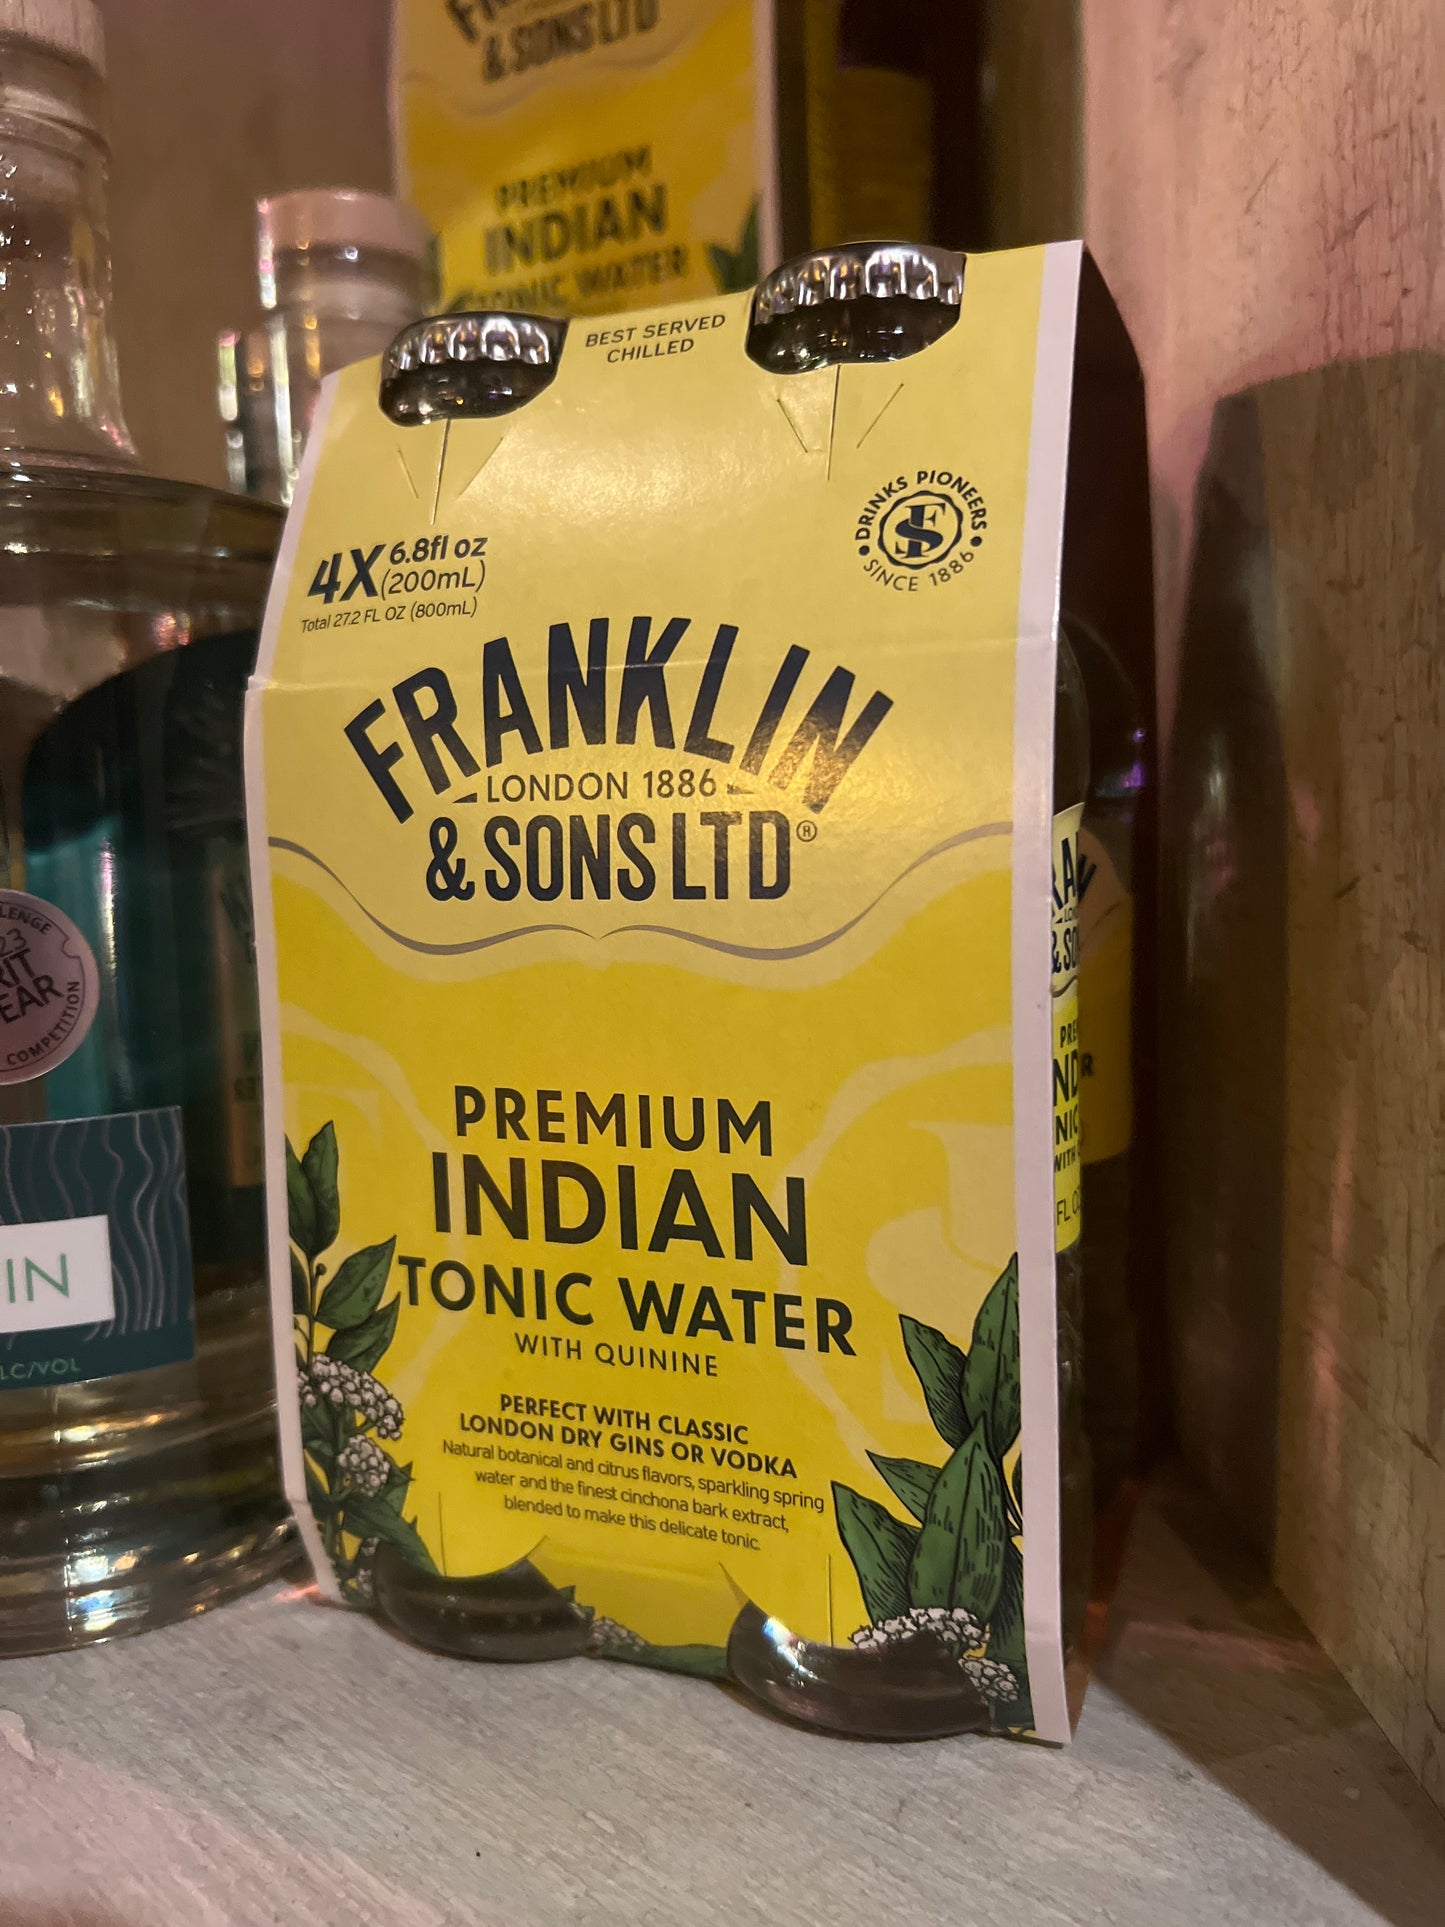 & SONS LTD
PREMIUM
INDIAN
TONIC WATER
BEST SERVED
CHILLED
DRINKS PIONEERS
SINCE 1886
4X 6.8fl oz
(200mL)
Total 27.2 FL OZ (800mL)
FRANKLIN
LONDON 1886
& SONS LTD®
PREMIUM
INDIAN
TONIC WATER
WITH QUININE
PERFECT WITH CLASSIC
LONDON DRY GINS OR VODKA
Natural botanical and citrus flavors, sparkling spring
water and the finest cinchona bark extract,
blended to make this delicate tonic.
COMPETITION
IN